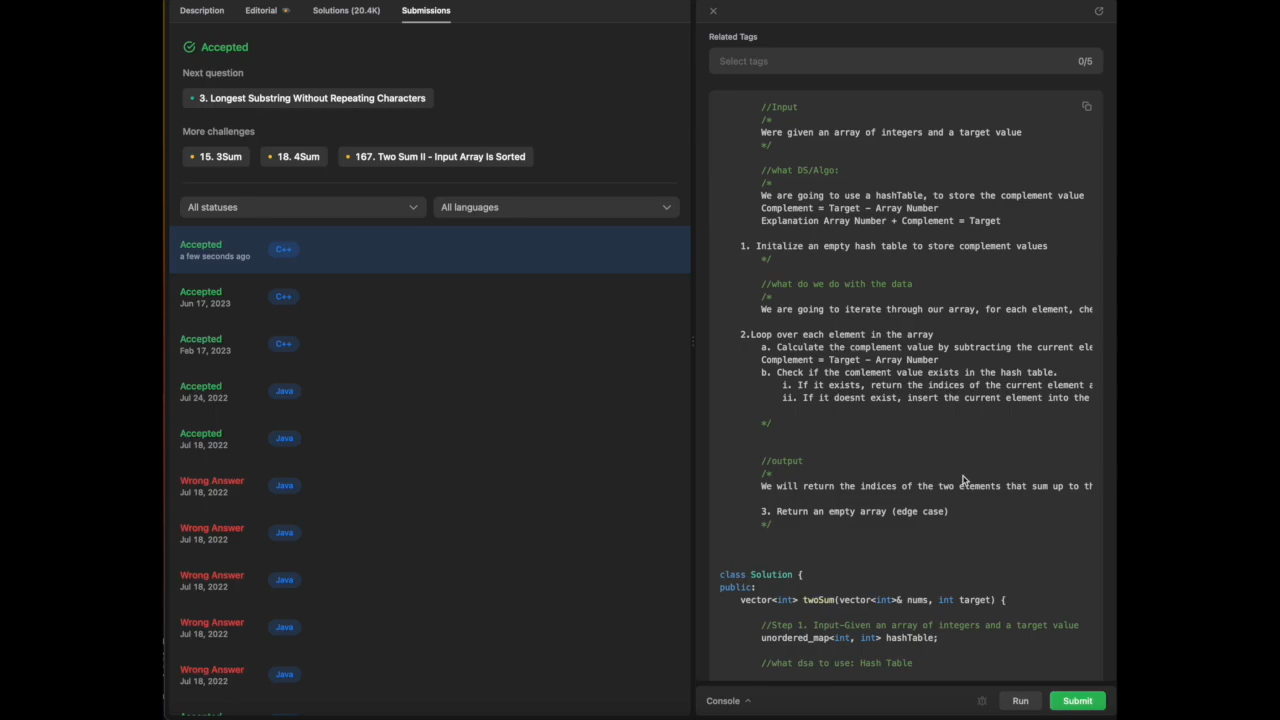 Description Editorial Solutions (20.4K) Submissions
Accepted
Next question
3. Longest Substring Without Repeating Characters
More challenges
15. 3Sum 18. 4Sum 167. Two Sum II - Input Array Is Sorted
All statuses All languages
Accepted
a few seconds ago
C++
Accepted
Jun 17, 2023
C++
Accepted
Feb 17, 2023
C++
Accepted
Jul 24, 2022
Java
Accepted
Jul 18, 2022
Java
Wrong Answer
Jul 18, 2022
Java
Wrong Answer
Jul 18, 2022
Java
Wrong Answer
Jul 18, 2022
Java
Wrong Answer
Jul 18, 2022
Java
Wrong Answer
Jul 18, 2022
Java
Related Tags
Select tags 0/5
//Input
/*
Were given an array of integers and a target value
*/
//what DS/Algo:
/*
We are going to use a hashTable, to store the complement value
Complement = Target - Array Number
Explanation Array Number + Complement = Target
1. Initalize an empty hash table to store complement values
*/
//what do we do with the data
/*
We are going to iterate through our array, for each element, che
2.Loop over each element in the array
a. Calculate the complement value by subtracting the current ele
Complement = Target - Array Number
b. Check if the comlement value exists in the hash table.
i. If it exists, return the indices of the current element a
ii. If it doesnt exist, insert the current element into the
*/
//output
/*
We will return the indices of the two elements that sum up to th
3. Return an empty array (edge case)
*/
class Solution {
public:
vector<int> twoSum(vector<int>& nums, int target) {
//Step 1. Input-Given an array of integers and a target value
unordered_map<int, int> hashTable;
//what dsa to use: Hash Table
Console Run Submit